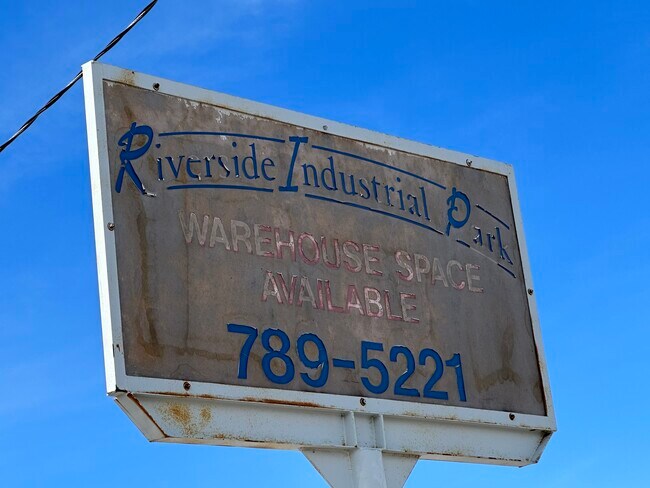 Riverside Industrial Park
WAREHOUSE SPACE
AVAILABLE
789-5221